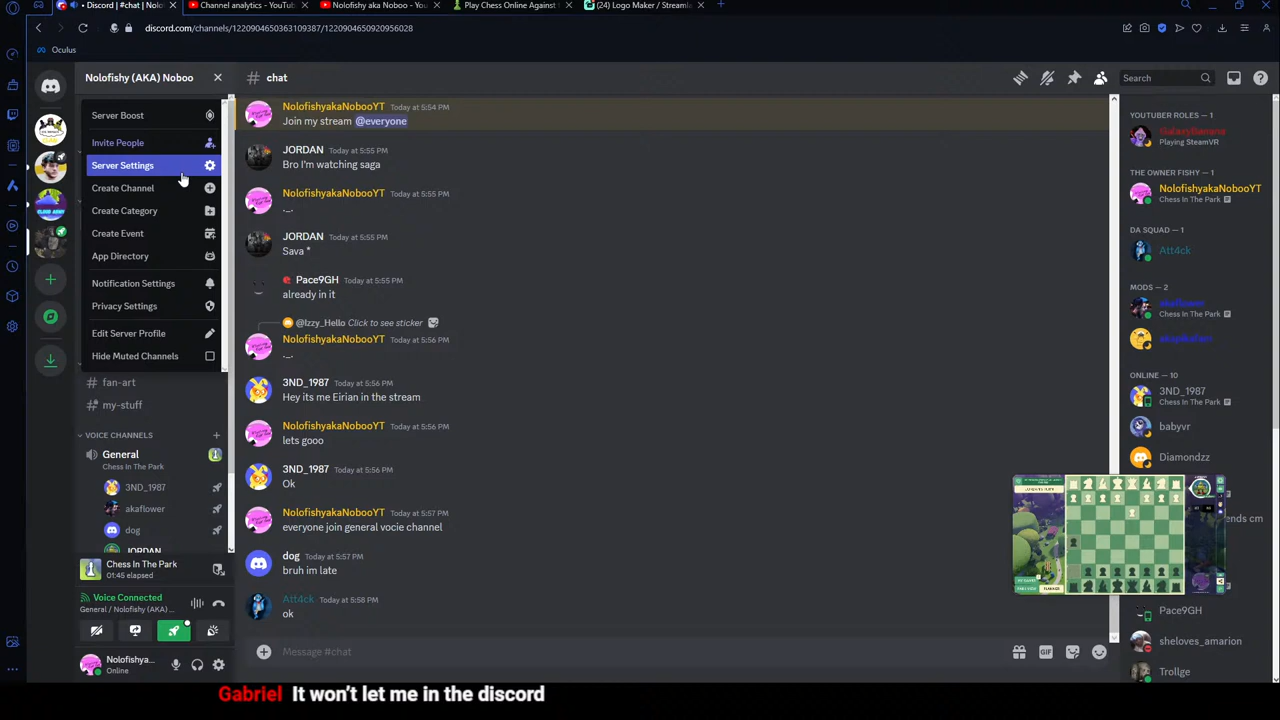 Discord | #chat | Nolo
Channel analytics - YouTub
Nolofishy aka Noboo - You
Play Chess Online Against
(24) Logo Maker / Streamla
discord.com/channels/1220904650363109387/1220904650920956028
Oculus
Nolofishy (AKA) Noboo
# chat
Search
Server Boost
Invite People
Server Settings
Create Channel
Create Category
Create Event
App Directory
Notification Settings
Privacy Settings
Edit Server Profile
Hide Muted Channels
# fan-art
my-stuff
VOICE CHANNELS
General
Chess In The Park
3ND_1987
akaflower
dog
JORDAN
Chess In The Park
01:45 elapsed
Voice Connected
General / Nolofishy (AKA) ...
Nolofishya...
Online
NolofishyakaNobooYT Today at 5:54 PM
Join my stream @everyone
JORDAN Today at 5:55 PM
Bro I'm watching saga
NolofishyakaNobooYT Today at 5:55 PM
._.
JORDAN Today at 5:55 PM
Sava *
Pace9GH Today at 5:55 PM
already in it
@Izzy_Hello Click to see sticker
NolofishyakaNobooYT Today at 5:56 PM
._.
3ND_1987 Today at 5:56 PM
Hey its me Eirian in the stream
NolofishyakaNobooYT Today at 5:56 PM
lets gooo
3ND_1987 Today at 5:56 PM
Ok
NolofishyakaNobooYT Today at 5:57 PM
everyone join general vocie channel
dog Today at 5:57 PM
bruh im late
Att4ck Today at 5:58 PM
ok
Message #chat
GIF
YOUTUBER ROLES — 1
Playing SteamVR
THE OWNER FISHY — 1
NolofishyakaNobooYT
Chess In The Park
DA SQUAD — 1
Att4ck
MODS — 2
akaflower
Chess In The Park
ONLINE — 10
3ND_1987
Chess In The Park
babyvr
Diamondzz
ends cm
Pace9GH
sheloves_amarion
Trollge
Gabriel It won't let me in the discord